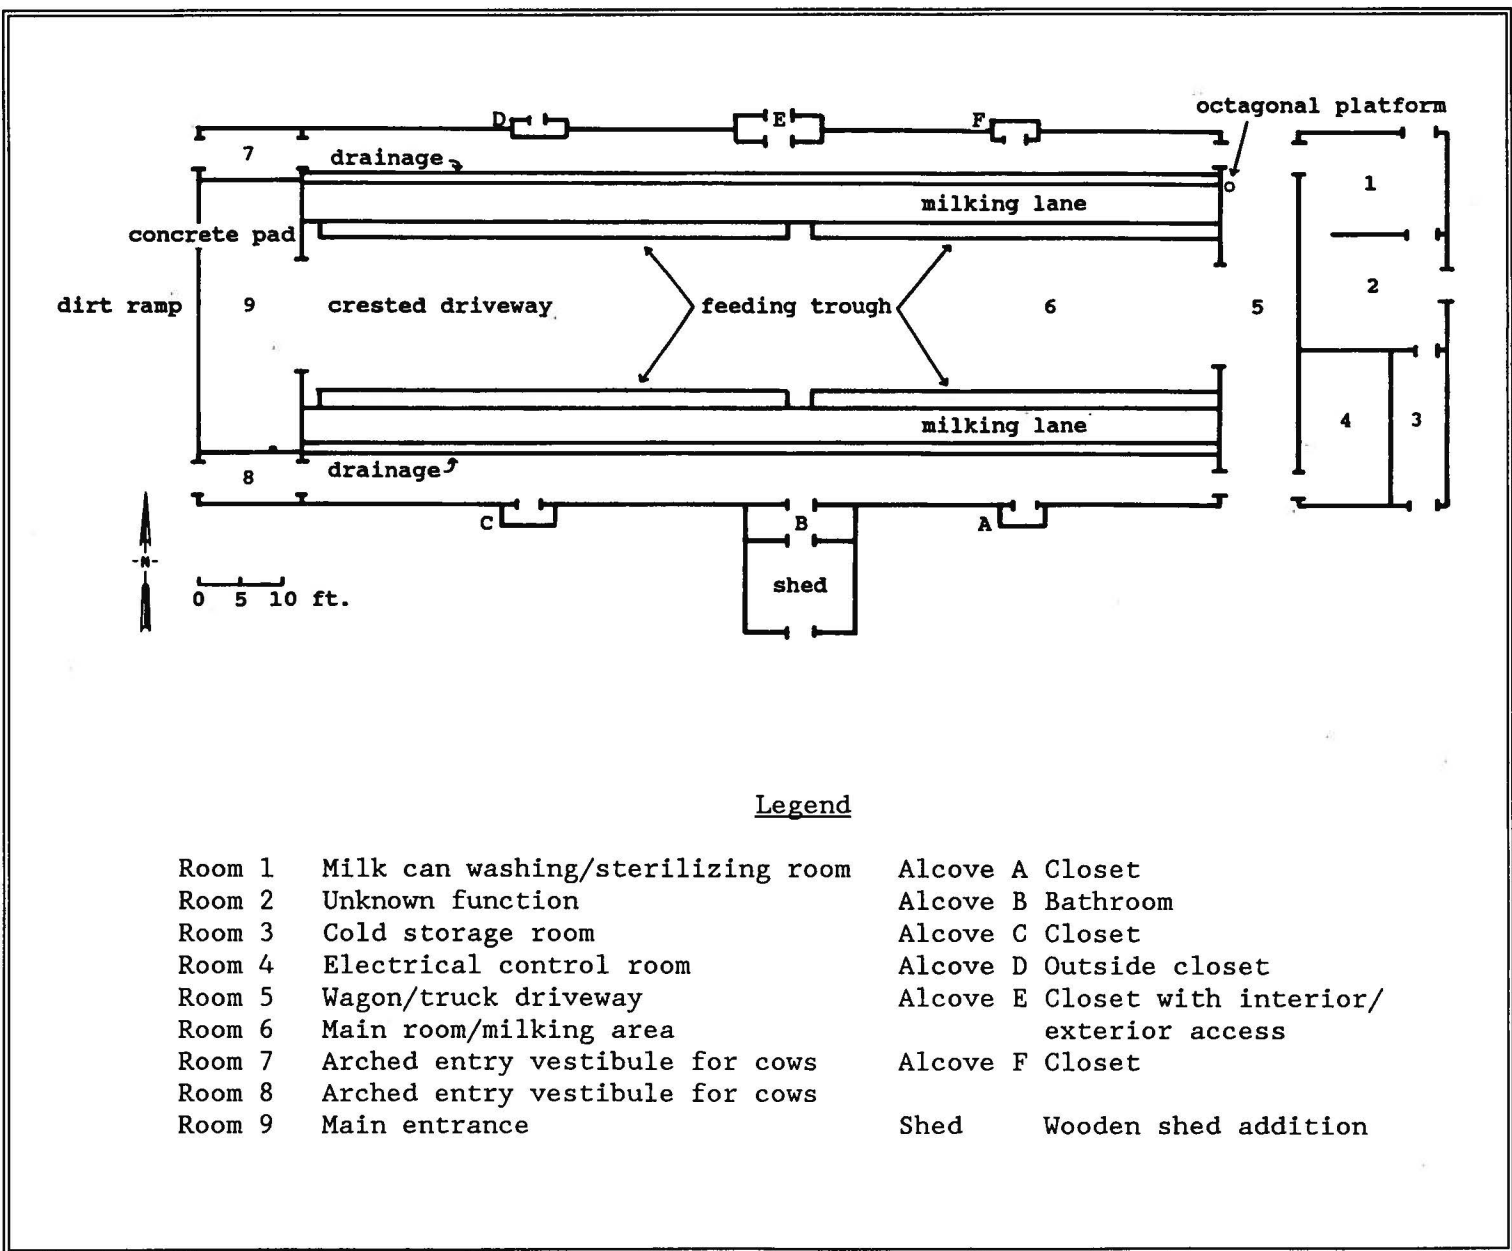 octagonal platform
D
E
F
7
drainage
1
milking lane
concrete pad
2
dirt ramp
9
crested driveway
feeding trough
6
5
milking lane
4
3
drainage
8
C
B
A
-N-
shed
0 5 10 ft.
Legend
Room 1 Milk can washing/sterilizing room
Room 2 Unknown function
Room 3 Cold storage room
Room 4 Electrical control room
Room 5 Wagon/truck driveway
Room 6 Main room/milking area
Room 7 Arched entry vestibule for cows
Room 8 Arched entry vestibule for cows
Room 9 Main entrance
Alcove A Closet
Alcove B Bathroom
Alcove C Closet
Alcove D Outside closet
Alcove E Closet with interior/
exterior access
Alcove F Closet
Shed Wooden shed addition